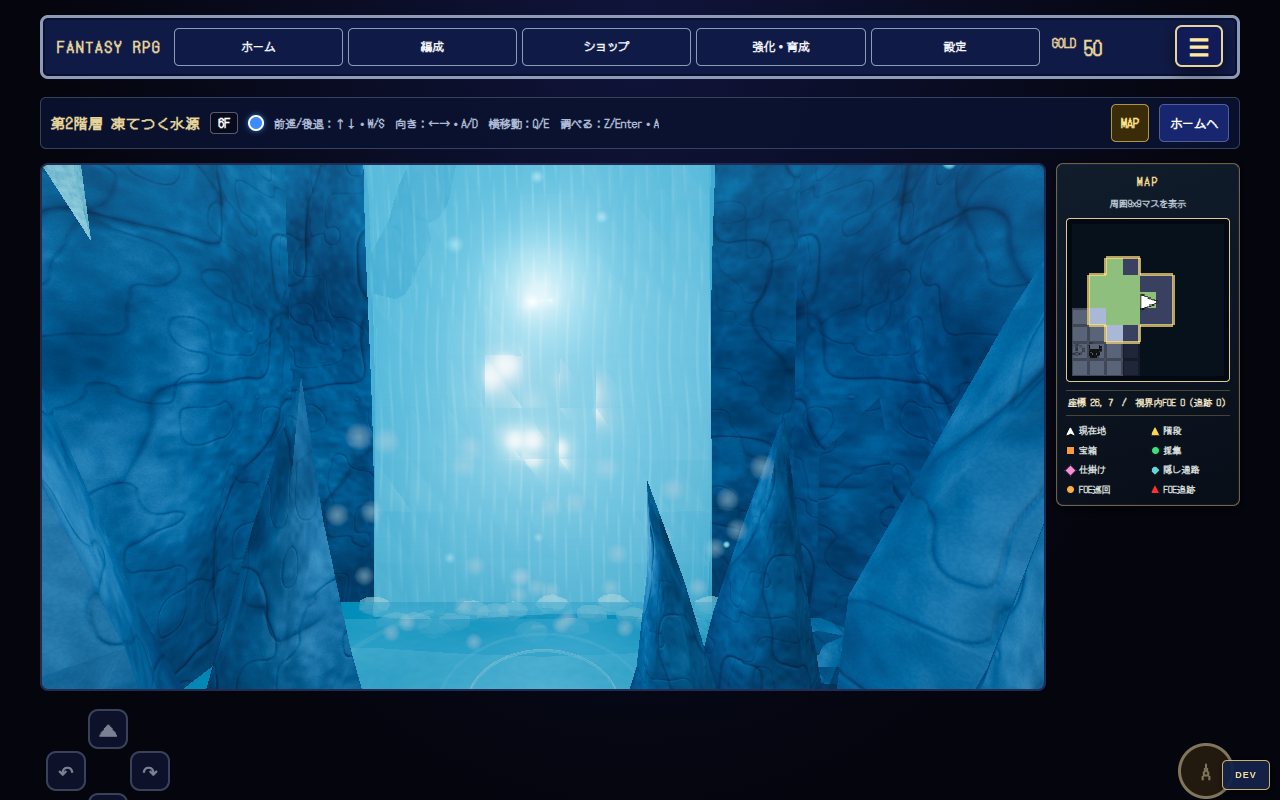 FANTASY RPG
ホーム
編成
ショップ
強化・育成
設定
GOLD 50
第2階層 凍てつく水源 6F 前進/後退：↑↓・W/S 向き：←→・A/D 横移動：Q/E 調べる：Z/Enter・A
MAP
ホームへ
MAP
周囲9x9マスを表示
座標 26, 7 / 視界内FOE 0 (追跡 0)
現在地
階段
宝箱
採集
仕掛け
隠し通路
FOE巡回
FOE追跡
A
DEV